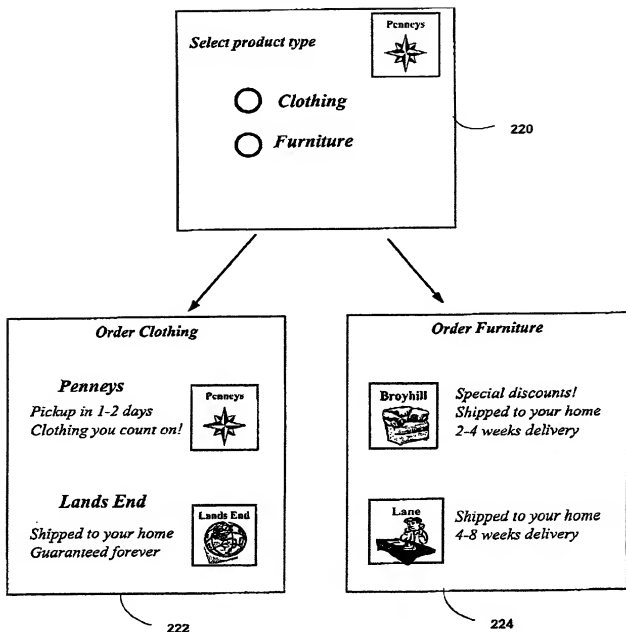 Penneys
Select product type
Clothing
Furniture
220
Order Clothing
Penneys
Pickup in 1-2 days
Clothing you count on!
Penneys
Lands End
Shipped to your home
Guaranteed forever
Lands End
222
Order Furniture
Broyhill
Special discounts!
Shipped to your home
2-4 weeks delivery
Lane
Shipped to your home
4-8 weeks delivery
224